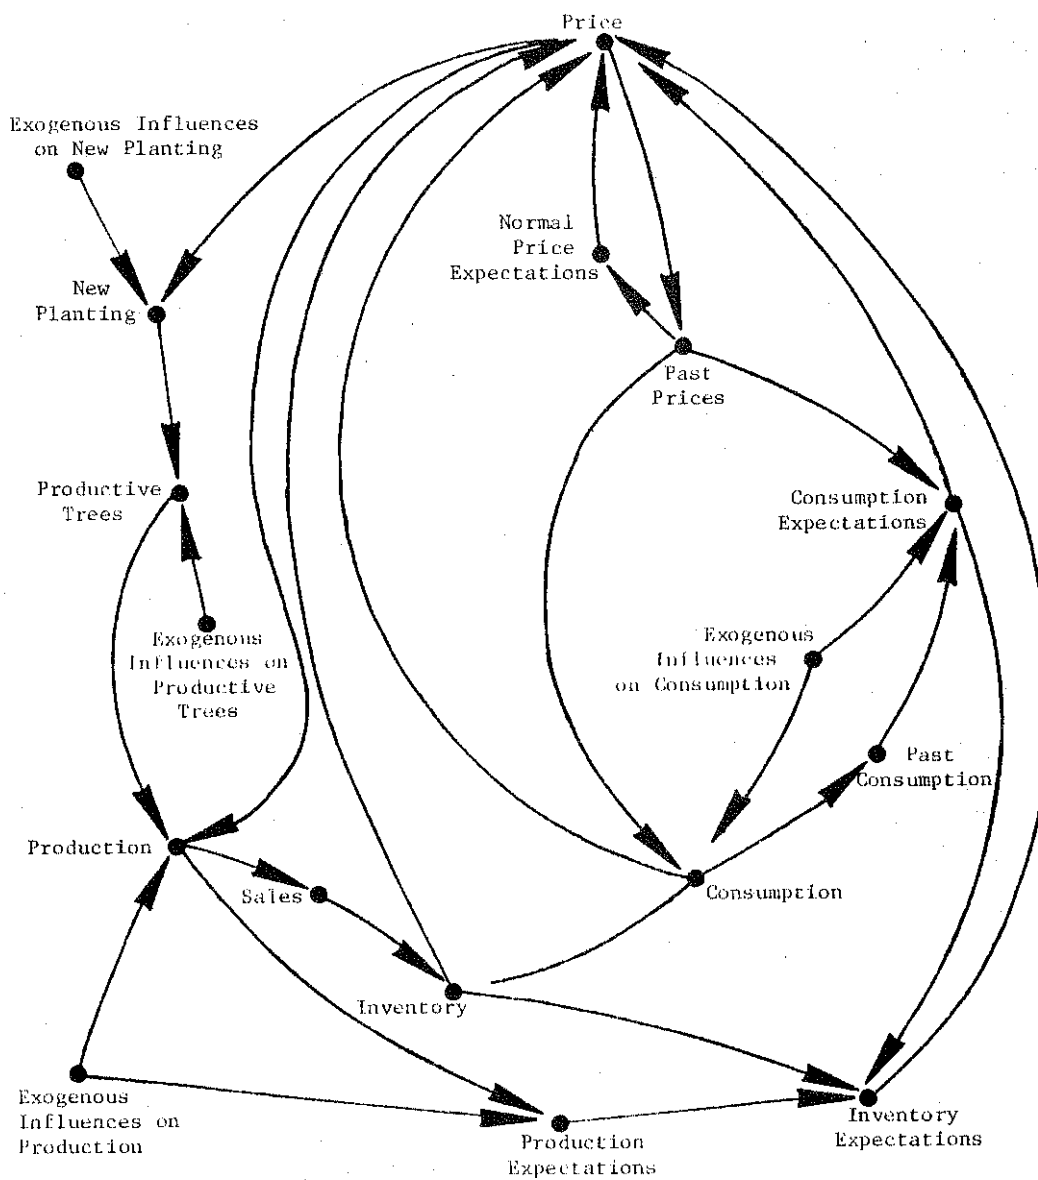 Price
Exogenous Influences
on New Planting
Normal
Price
Expectations
New
Planting
Past
Prices
Productive
Trees
Consumption
Expectations
Exogenous
Influences on
Productive
Trees
Exogenous
Influences
on Consumption
Past
Consumption
Production
Sales
Consumption
Inventory
Exogenous
Influences on
Production
Production
Expectations
Inventory
Expectations